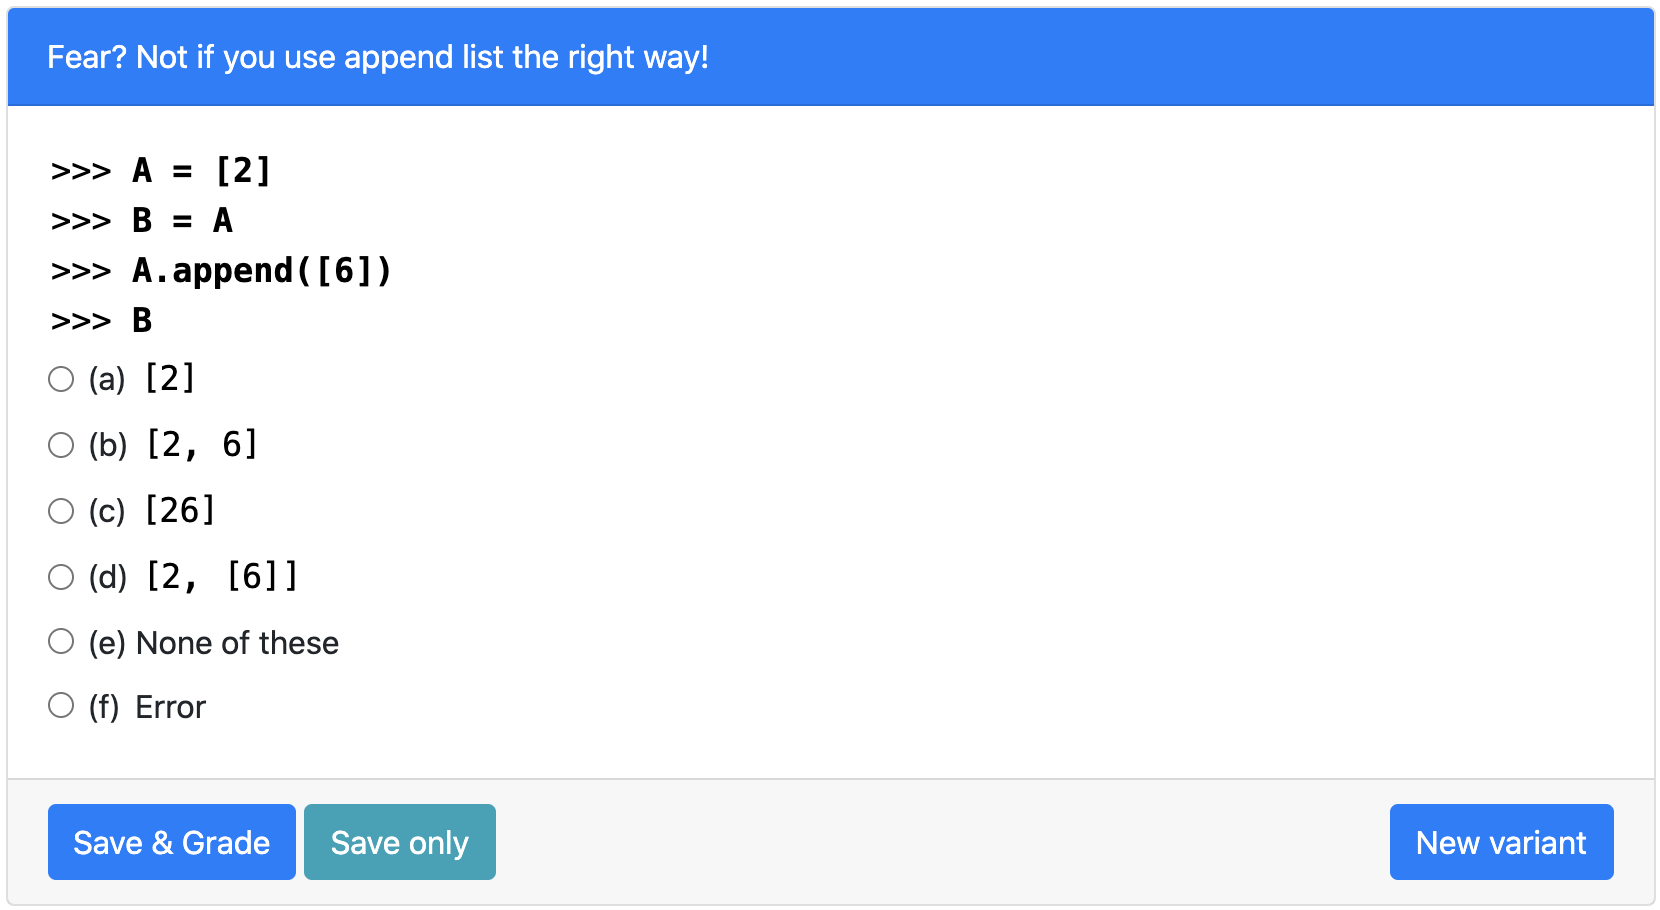 Fear? Not if you use append list the right way!
>>> A = [2]
>>> B = A
>>> A.append([6])
>>> B
(a) [2]
(b) [2, 6]
(c) [26]
(d) [2, [6]]
(e) None of these
(f) Error
Save & Grade Save only New variant